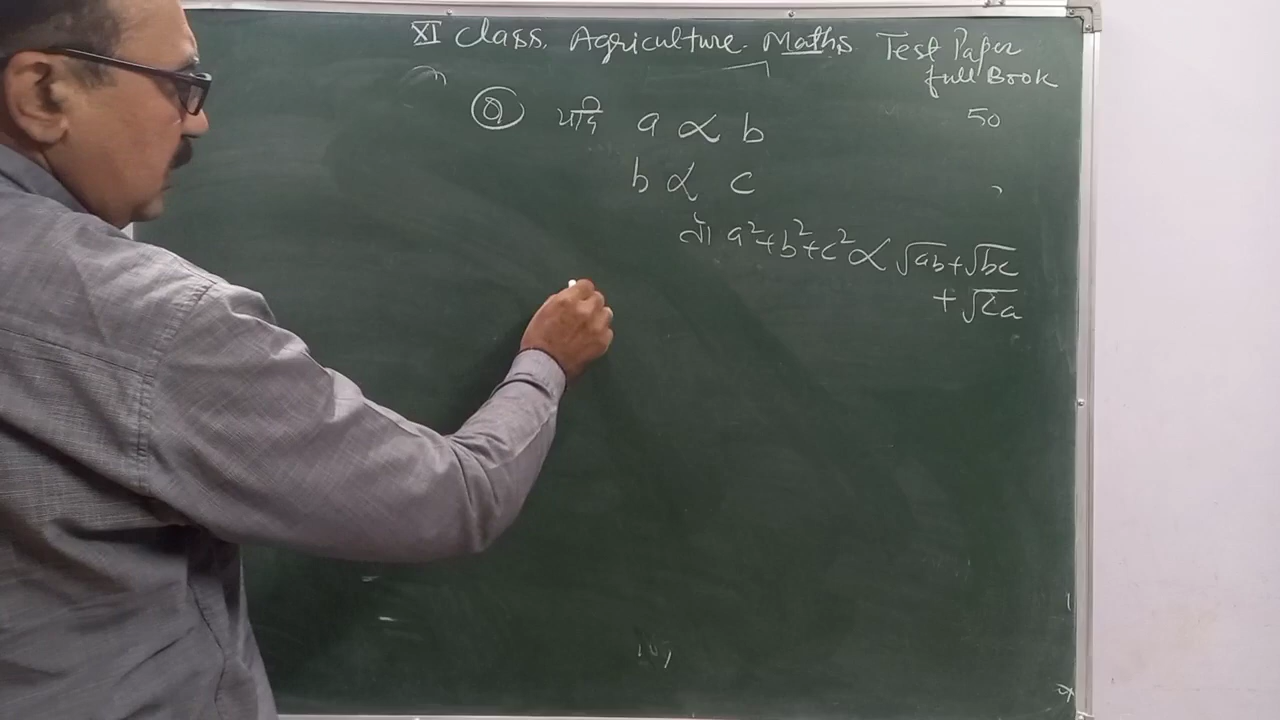 XI Class. Agriculture. Maths Test Paper
full Book
50
Q यदि a ∝ b
b ∝ c
तो a²+b²+c² ∝ √ab+√bc
+ √ca